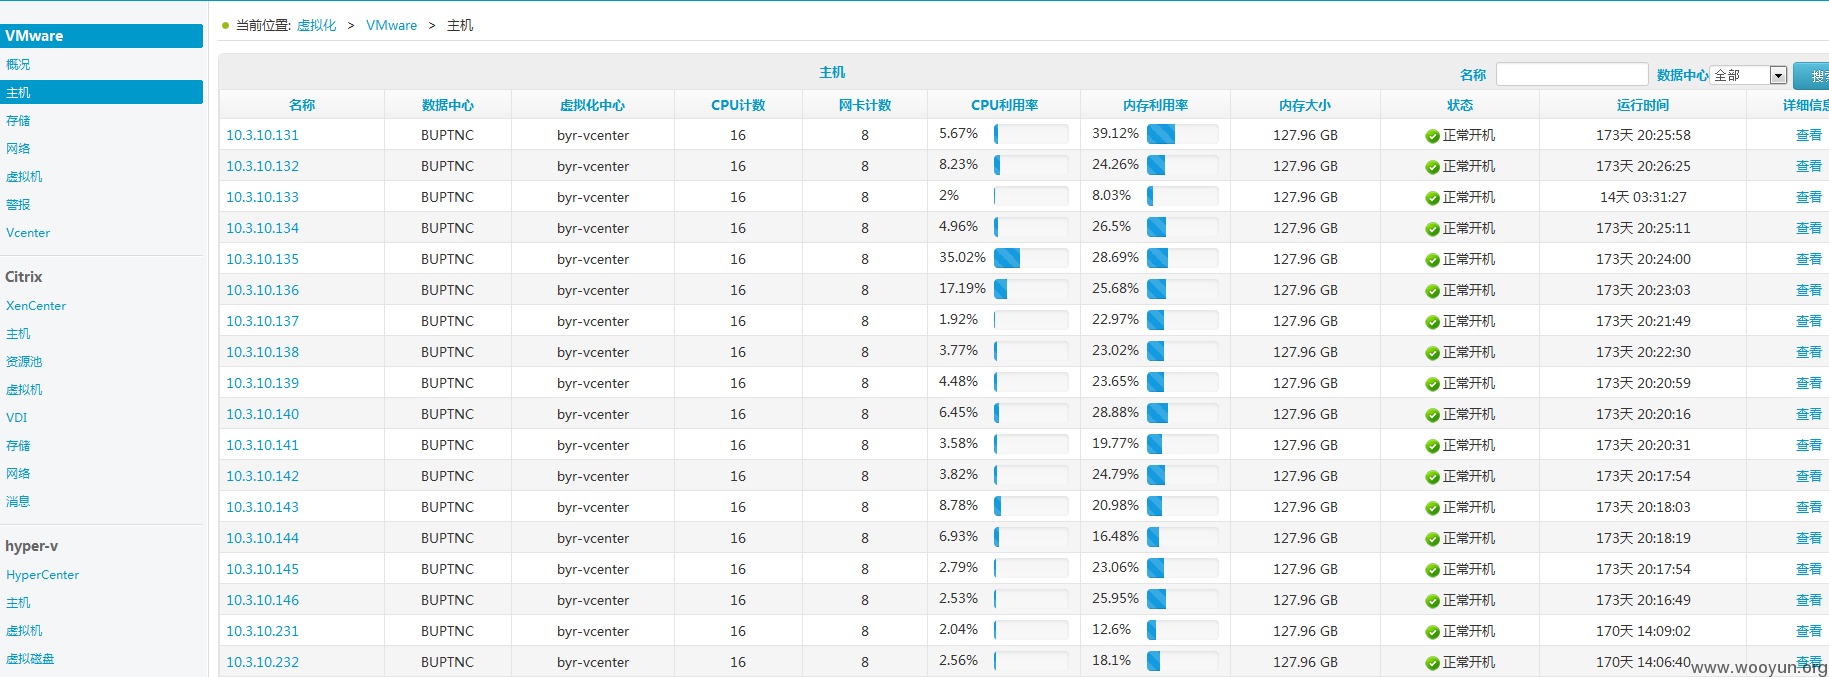 当前位置: 虚拟化 > VMware > 主机
VMware
概况
主机
存储
网络
虚拟机
警报
Vcenter
Citrix
XenCenter
主机
资源池
虚拟机
VDI
存储
网络
消息
hyper-v
HyperCenter
主机
虚拟机
虚拟磁盘
主机 名称 数据中心 全部
名称 数据中心 虚拟化中心 CPU计数 网卡计数 CPU利用率 内存利用率 内存大小 状态 运行时间 详细信息
10.3.10.131 BUPTNC byr-vcenter 16 8 5.67% 39.12% 127.96 GB 正常开机 173天 20:25:58 查看
10.3.10.132 BUPTNC byr-vcenter 16 8 8.23% 24.26% 127.96 GB 正常开机 173天 20:26:25 查看
10.3.10.133 BUPTNC byr-vcenter 16 8 2% 8.03% 127.96 GB 正常开机 14天 03:31:27 查看
10.3.10.134 BUPTNC byr-vcenter 16 8 4.96% 26.5% 127.96 GB 正常开机 173天 20:25:11 查看
10.3.10.135 BUPTNC byr-vcenter 16 8 35.02% 28.69% 127.96 GB 正常开机 173天 20:24:00 查看
10.3.10.136 BUPTNC byr-vcenter 16 8 17.19% 25.68% 127.96 GB 正常开机 173天 20:23:03 查看
10.3.10.137 BUPTNC byr-vcenter 16 8 1.92% 22.97% 127.96 GB 正常开机 173天 20:21:49 查看
10.3.10.138 BUPTNC byr-vcenter 16 8 3.77% 23.02% 127.96 GB 正常开机 173天 20:22:30 查看
10.3.10.139 BUPTNC byr-vcenter 16 8 4.48% 23.65% 127.96 GB 正常开机 173天 20:20:59 查看
10.3.10.140 BUPTNC byr-vcenter 16 8 6.45% 28.88% 127.96 GB 正常开机 173天 20:20:16 查看
10.3.10.141 BUPTNC byr-vcenter 16 8 3.58% 19.77% 127.96 GB 正常开机 173天 20:20:31 查看
10.3.10.142 BUPTNC byr-vcenter 16 8 3.82% 24.79% 127.96 GB 正常开机 173天 20:17:54 查看
10.3.10.143 BUPTNC byr-vcenter 16 8 8.78% 20.98% 127.96 GB 正常开机 173天 20:18:03 查看
10.3.10.144 BUPTNC byr-vcenter 16 8 6.93% 16.48% 127.96 GB 正常开机 173天 20:18:19 查看
10.3.10.145 BUPTNC byr-vcenter 16 8 2.79% 23.06% 127.96 GB 正常开机 173天 20:17:54 查看
10.3.10.146 BUPTNC byr-vcenter 16 8 2.53% 25.95% 127.96 GB 正常开机 173天 20:16:49 查看
10.3.10.231 BUPTNC byr-vcenter 16 8 2.04% 12.6% 127.96 GB 正常开机 170天 14:09:02 查看
10.3.10.232 BUPTNC byr-vcenter 16 8 2.56% 18.1% 127.96 GB 正常开机 170天 14:06:40 查看
www.wooyun.org